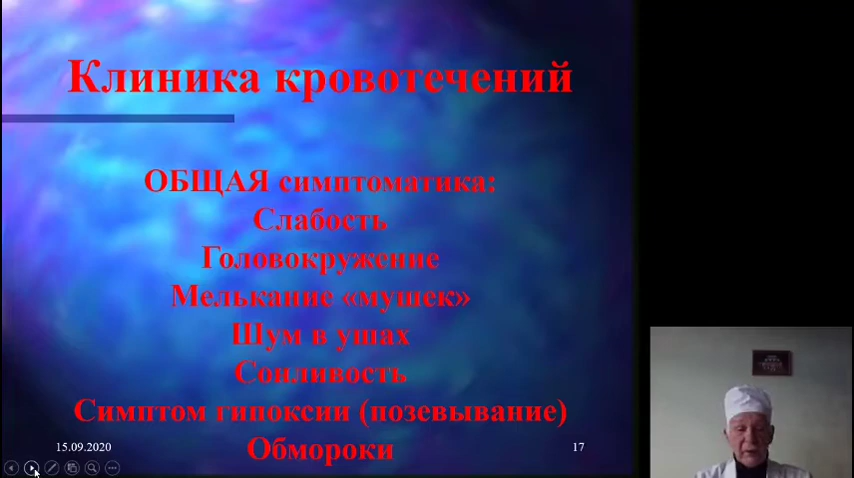 Клиника кровотечений
ОБЩАЯ симптоматика:
Слабость
Головокружение
Мелькание «мушек»
Шум в ушах
Сонливость
Симптом гипоксии (позевывание)
Обмороки
15.09.2020
17